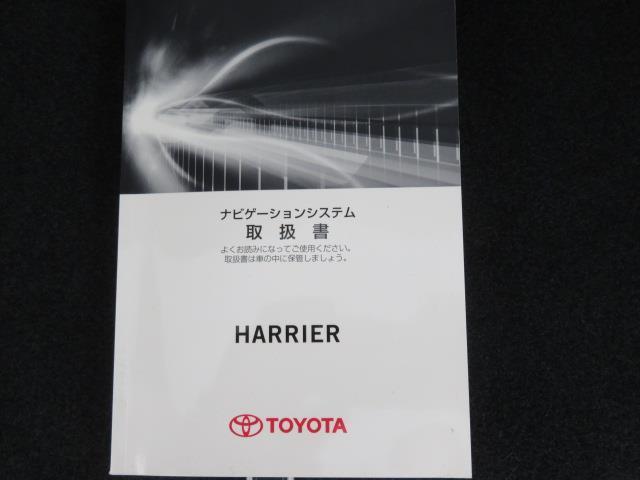 ナビゲーションシステム
取扱書
よくお読みになってご使用ください。
取扱書は車の中に保管しましょう。
HARRIER
TOYOTA